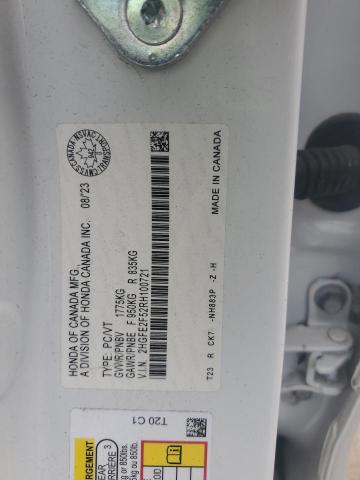 HONDA OF CANADA MFG.
A DIVISION OF HONDA CANADA INC. 08/'23
TYPE: PC/VT
GVWR/PNBV 1775KG
GAWR/PNBE F 950KG R 835KG
V.I.N. 2HGFE2F52RH100721
MADE IN CANADA
T23 R CK7 -NH883P -Z -H
T20 C1